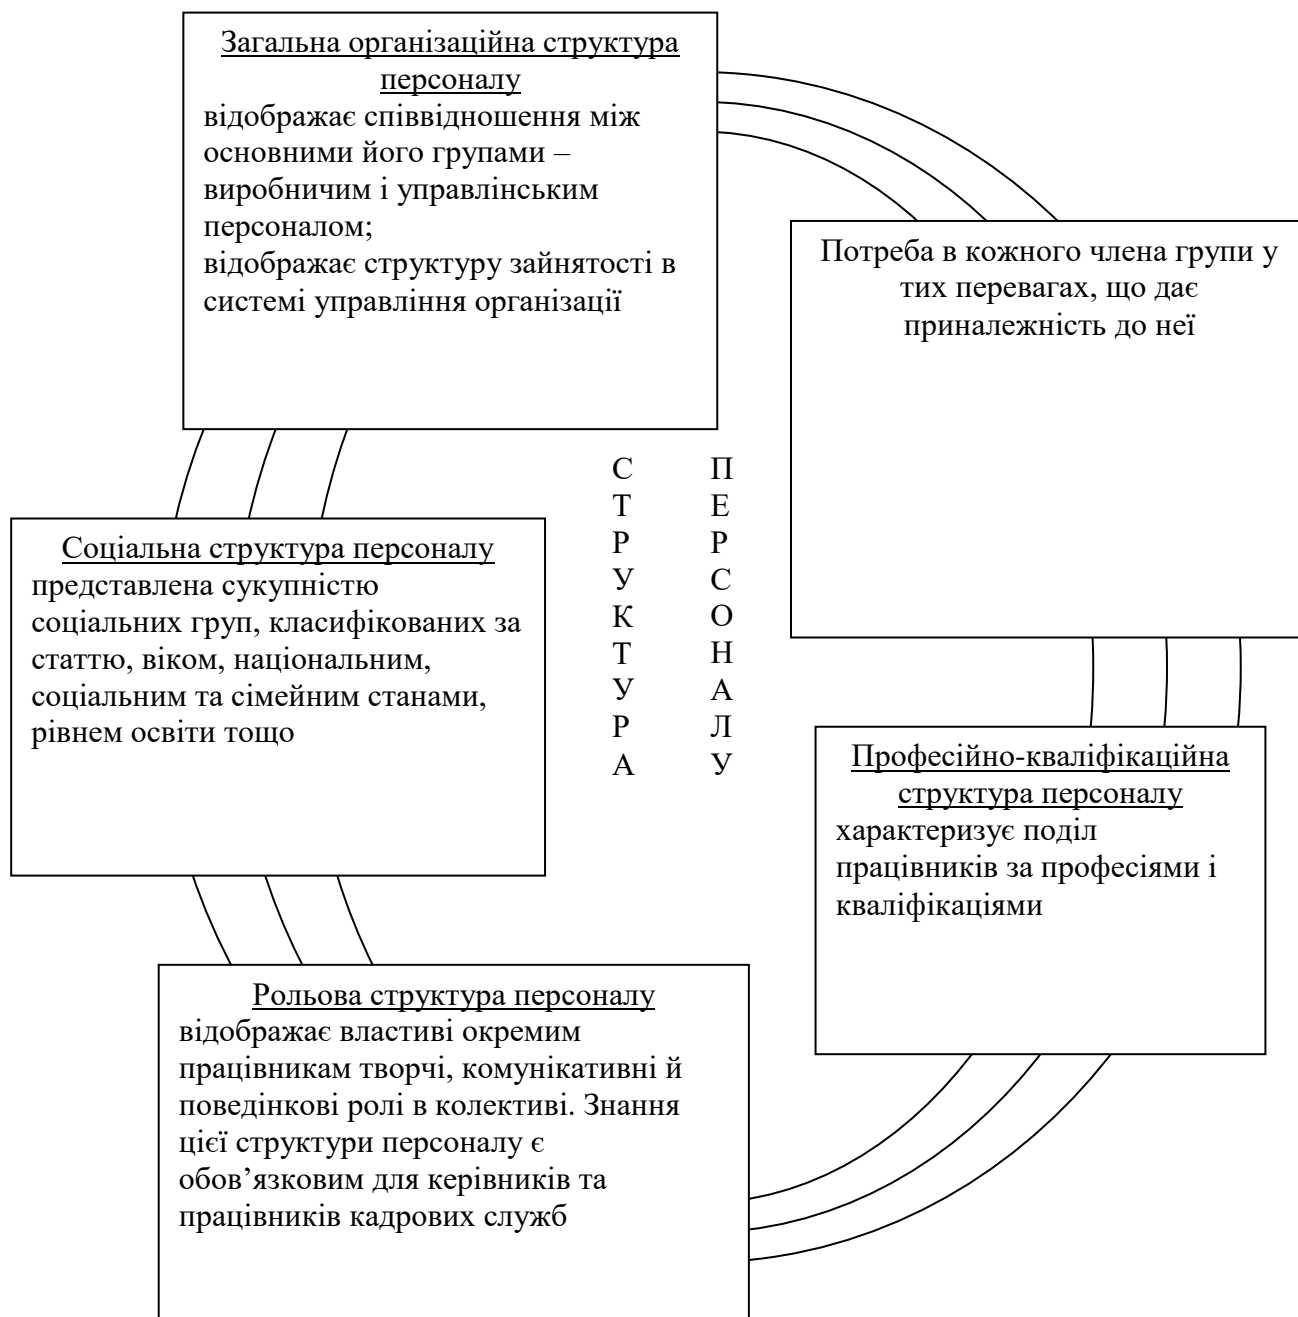 Загальна організаційна структура
персоналу
відображає співвідношення між
основними його групами –
виробничим і управлінським
персоналом;
відображає структуру зайнятості в
системі управління організації
Потреба в кожного члена групи у
тих перевагах, що дає
приналежність до неї
С П
Т Е
Р Р
У С
К О
Т Н
У А
Р Л
А У
Соціальна структура персоналу
представлена сукупністю
соціальних груп, класифікованих за
статтю, віком, національним,
соціальним та сімейним станами,
рівнем освіти тощо
Професійно-кваліфікаційна
структура персоналу
характеризує поділ
працівників за професіями і
кваліфікаціями
Рольова структура персоналу
відображає властиві окремим
працівникам творчі, комунікативні й
поведінкові ролі в колективі. Знання
цієї структури персоналу є
обов’язковим для керівників та
працівників кадрових служб